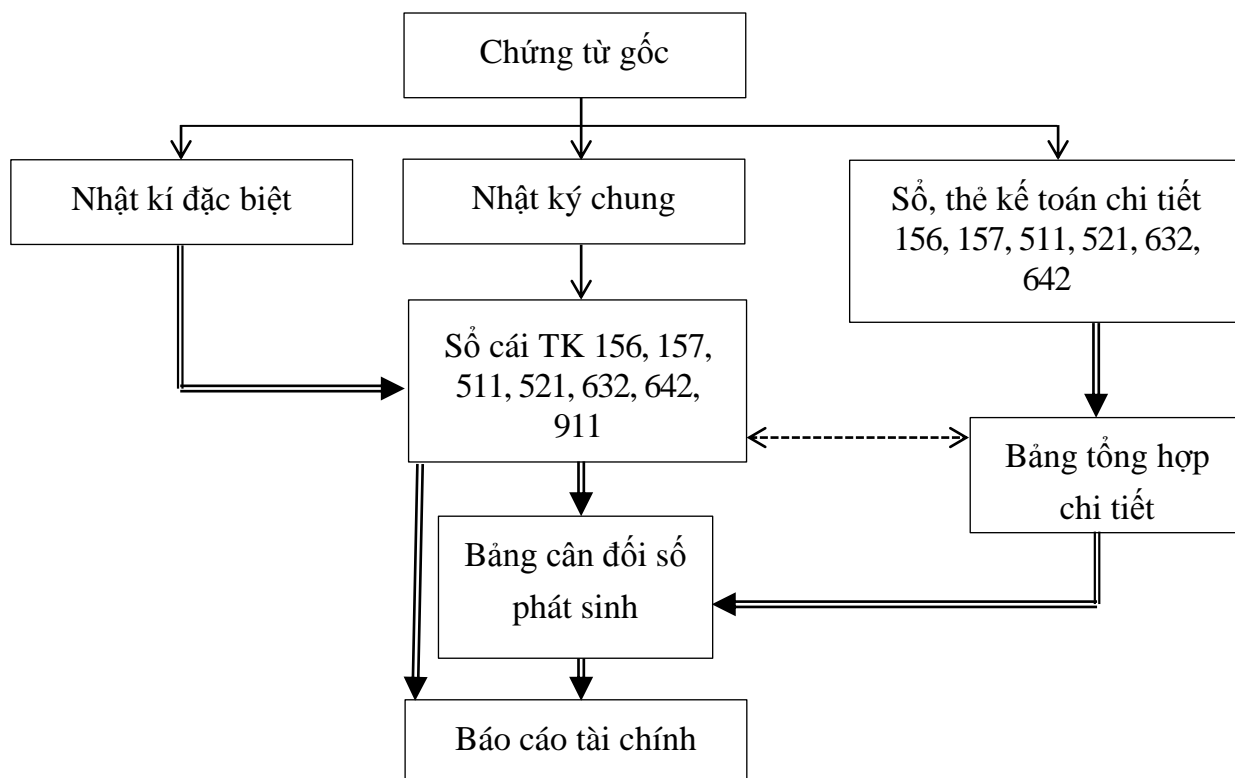 Chứng từ gốc
Nhật kí đặc biệt
Nhật ký chung
Sổ, thẻ kế toán chi tiết
156, 157, 511, 521, 632,
642
Sổ cái TK 156, 157,
511, 521, 632, 642,
911
Bảng tổng hợp
chi tiết
Bảng cân đối số
phát sinh
Báo cáo tài chính